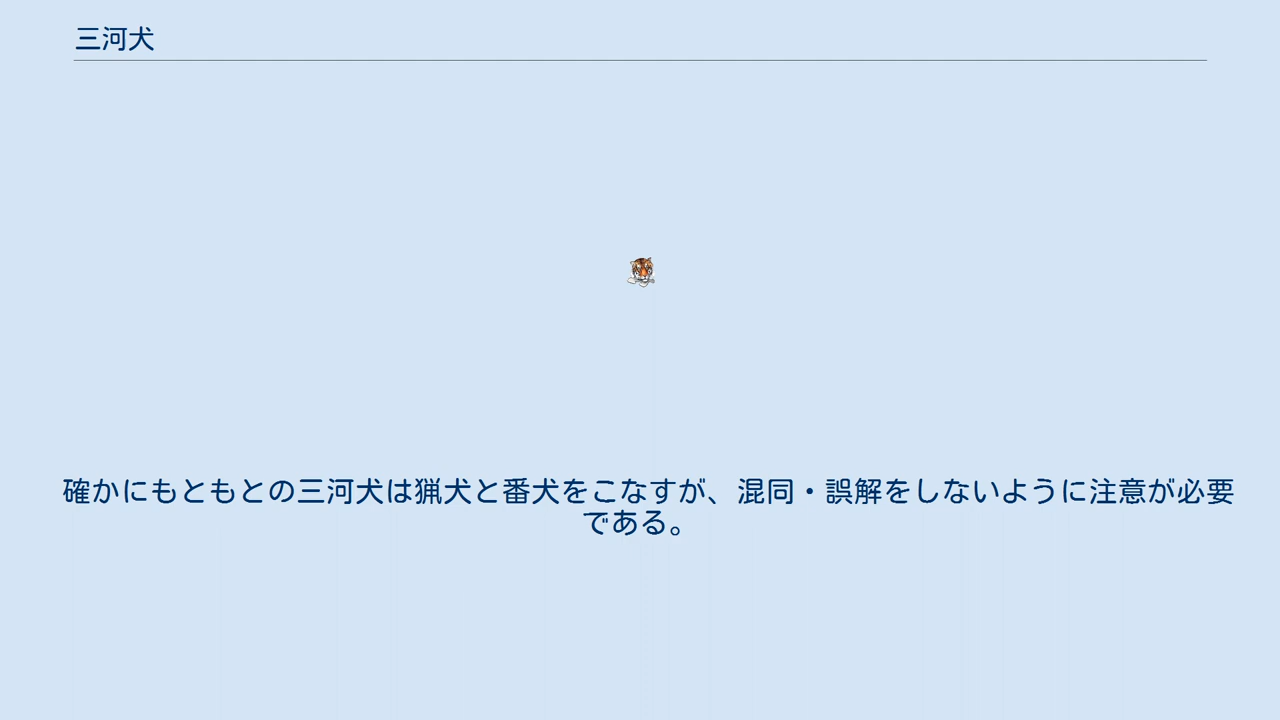 三河犬
確かにもともとの三河犬は猟犬と番犬をこなすが、混同・誤解をしないように注意が必要
である。